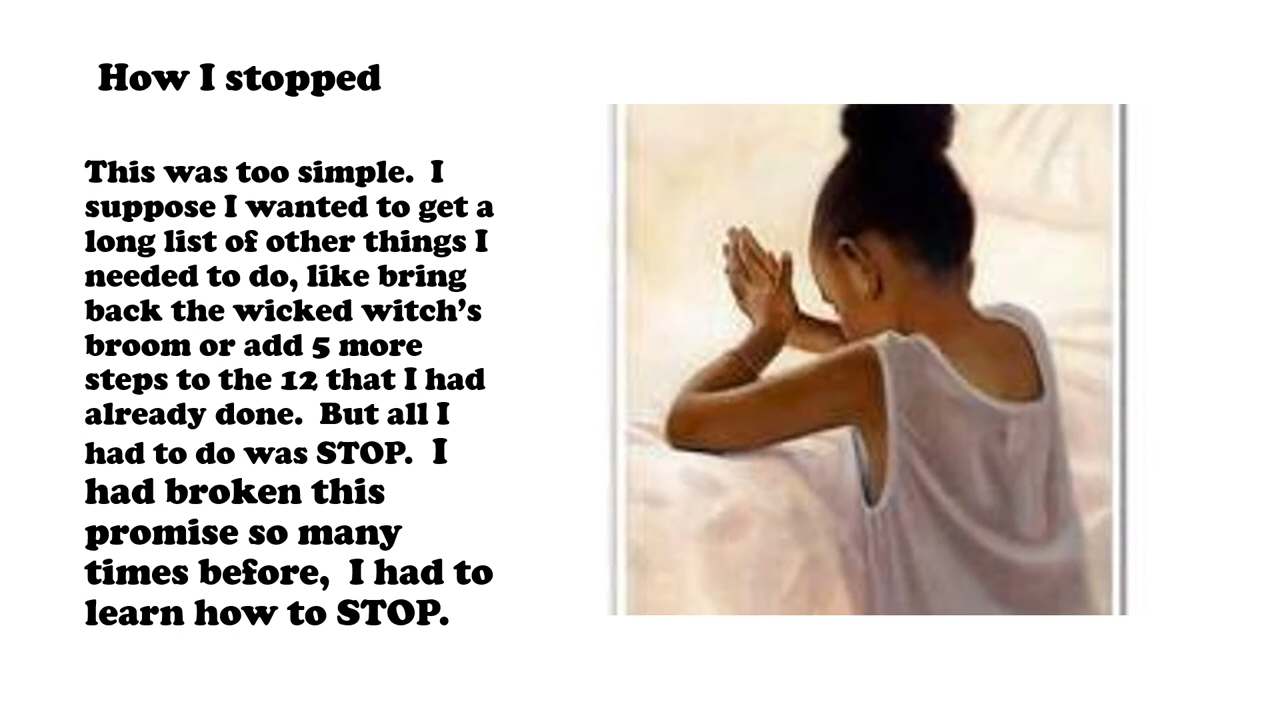 How I stopped
This was too simple.  I
suppose I wanted to get a
long list of other things I
needed to do, like bring
back the wicked witch’s
broom or add 5 more
steps to the 12 that I had
already done.  But all I
had to do was STOP.  I
had broken this
promise so many
times before,  I had to
learn how to STOP.